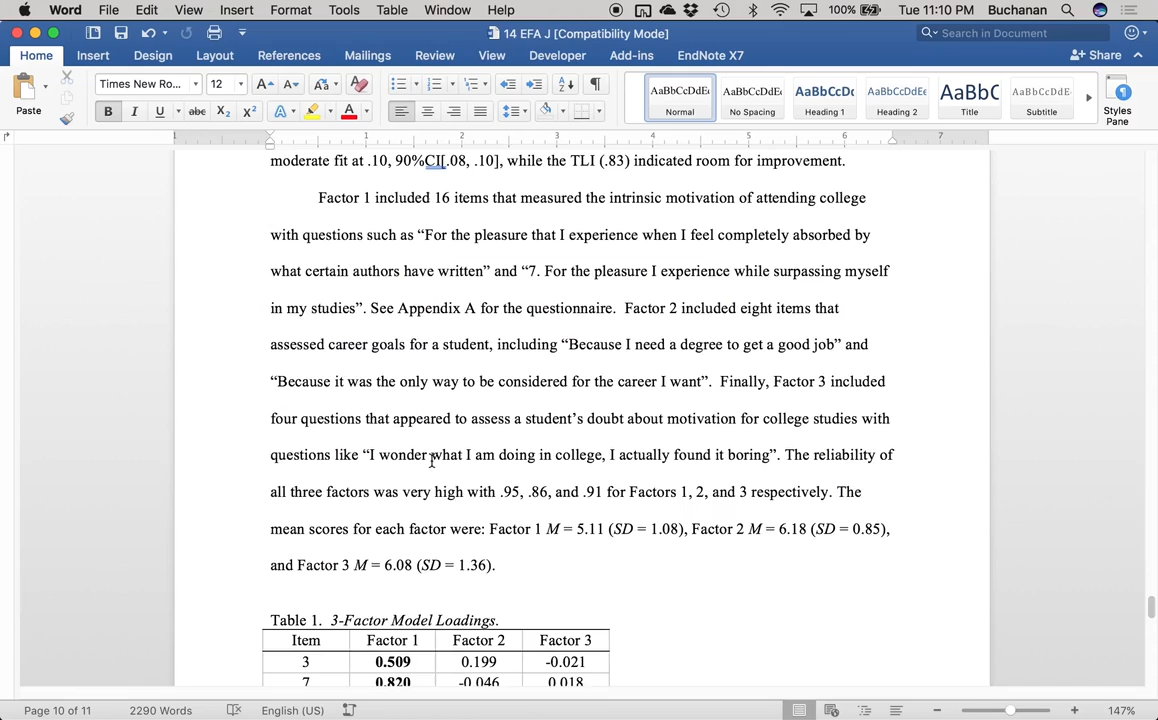 Word File Edit View Insert Format Font Tools Table Window Help 100% Tue 11:10 PM Buchanan
14 EFA J [Compatibility Mode]
Search in Document
Home Insert Design Layout References Mailings Review View Developer Add-ins EndNote X7 Share
Times New Ro... 12
Paste
AaBbCcDdEe AaBbCcDdEe AaBbCcDc AaBbCcDdEe AaBbC AaBbCcDdEe
Normal No Spacing Heading 1 Heading 2 Title Subtitle
Styles
Pane
1 1 2 3 4 5 6 7
moderate fit at .10, 90%CI[.08, .10], while the TLI (.83) indicated room for improvement.
Factor 1 included 16 items that measured the intrinsic motivation of attending college
with questions such as “For the pleasure that I experience when I feel completely absorbed by
what certain authors have written” and “7. For the pleasure I experience while surpassing myself
in my studies”. See Appendix A for the questionnaire. Factor 2 included eight items that
assessed career goals for a student, including “Because I need a degree to get a good job” and
“Because it was the only way to be considered for the career I want”. Finally, Factor 3 included
four questions that appeared to assess a student’s doubt about motivation for college studies with
questions like “I wonder what I am doing in college, I actually found it boring”. The reliability of
all three factors was very high with .95, .86, and .91 for Factors 1, 2, and 3 respectively. The
mean scores for each factor were: Factor 1 M = 5.11 (SD = 1.08), Factor 2 M = 6.18 (SD = 0.85),
and Factor 3 M = 6.08 (SD = 1.36).
Table 1. 3-Factor Model Loadings.
Item Factor 1 Factor 2 Factor 3
3 0.509 0.199 -0.021
7 0.820 -0.046 0.018
Page 10 of 11 2290 Words English (US) 147%